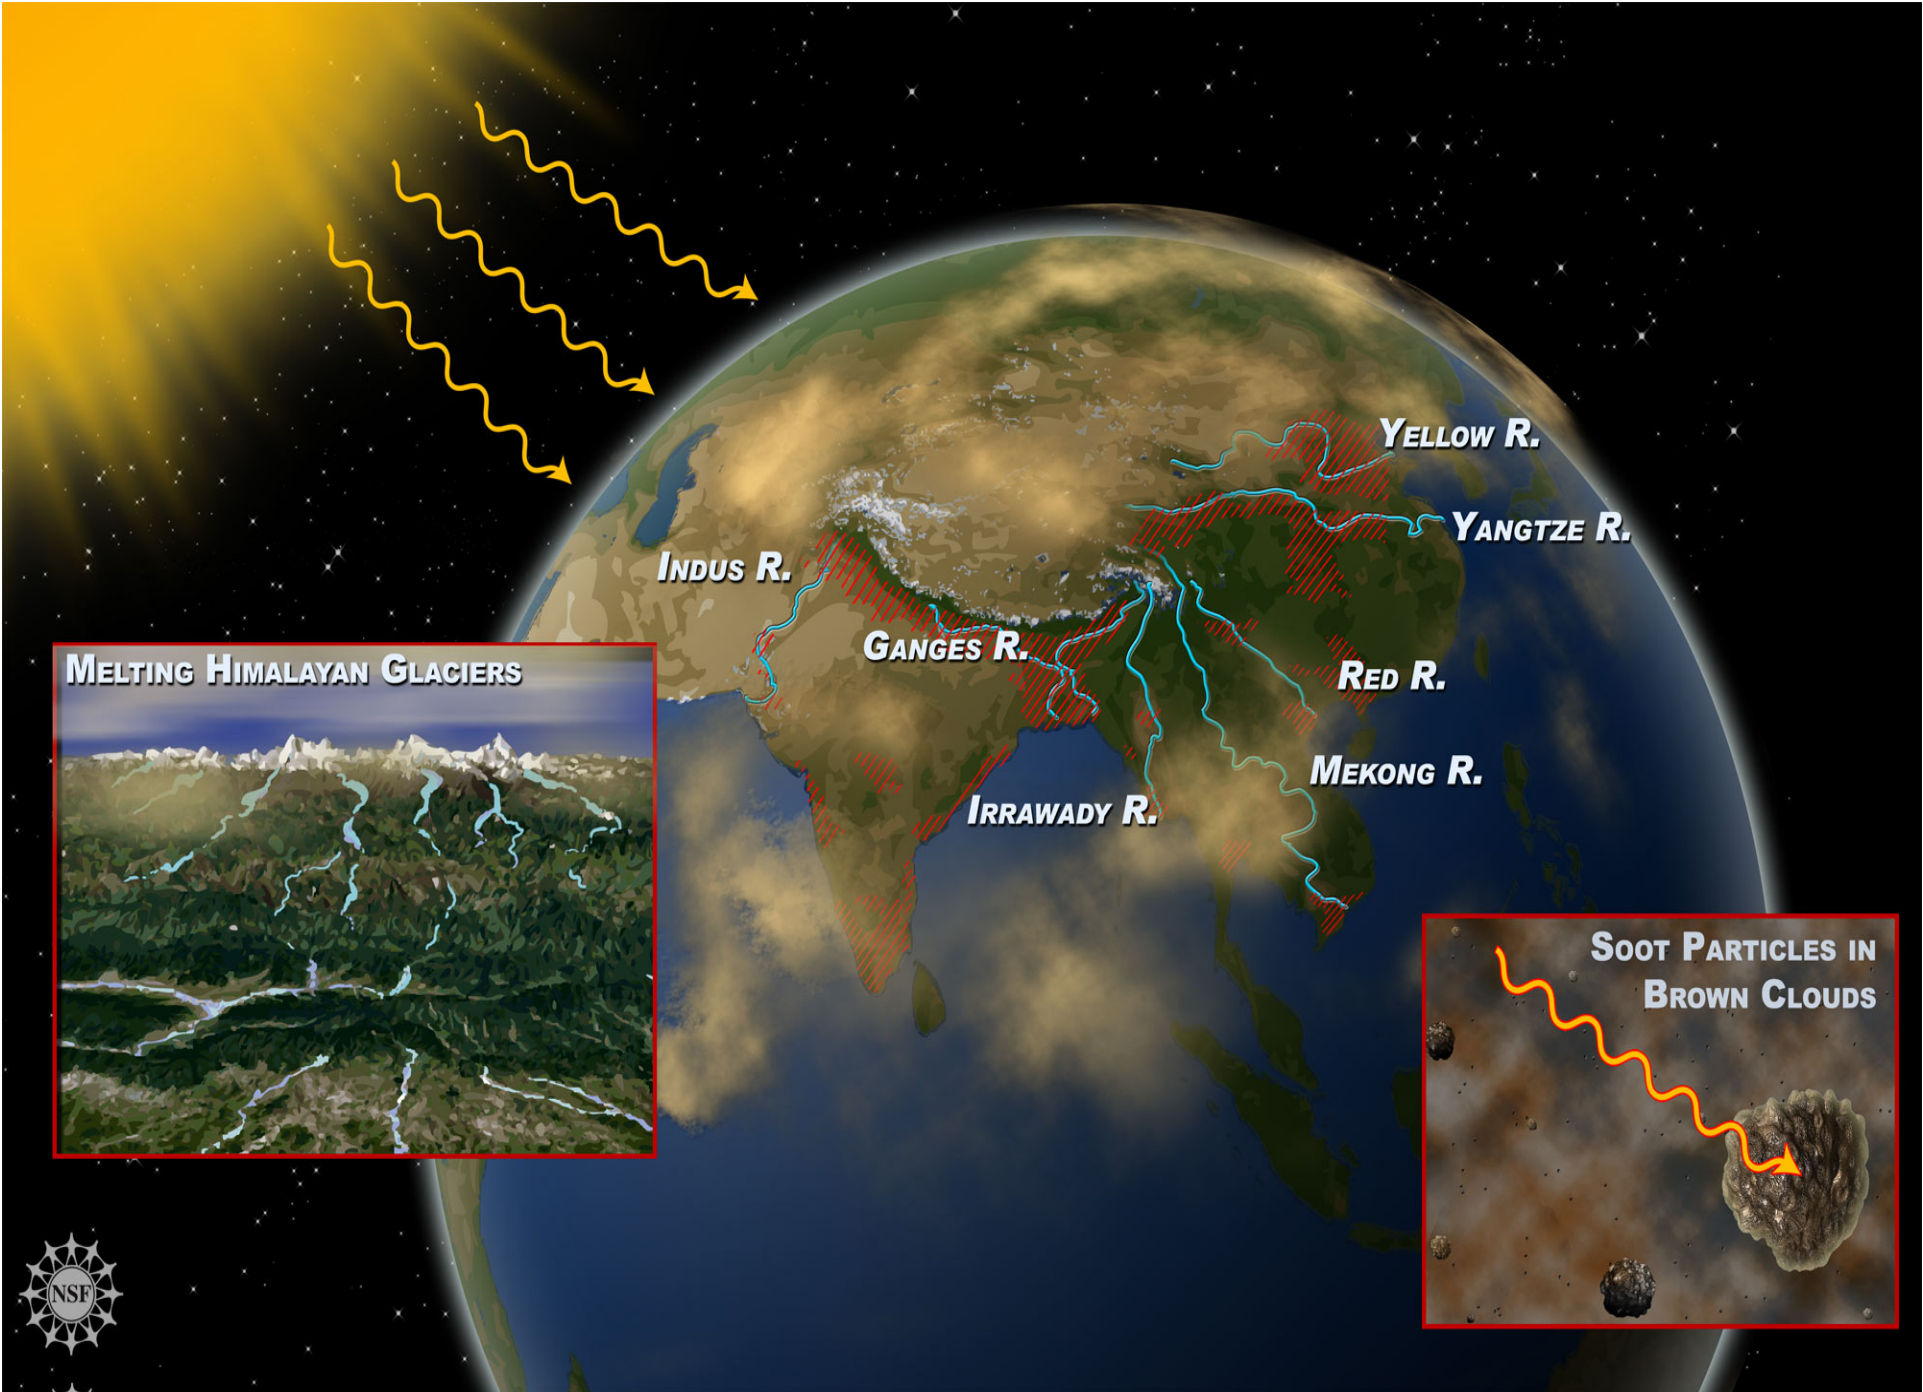 YELLOW R.
YANGTZE R.
INDUS R.
GANGES R.
RED R.
MEKONG R.
IRRAWADY R.
MELTING HIMALAYAN GLACIERS
SOOT PARTICLES IN
BROWN CLOUDS
NSF